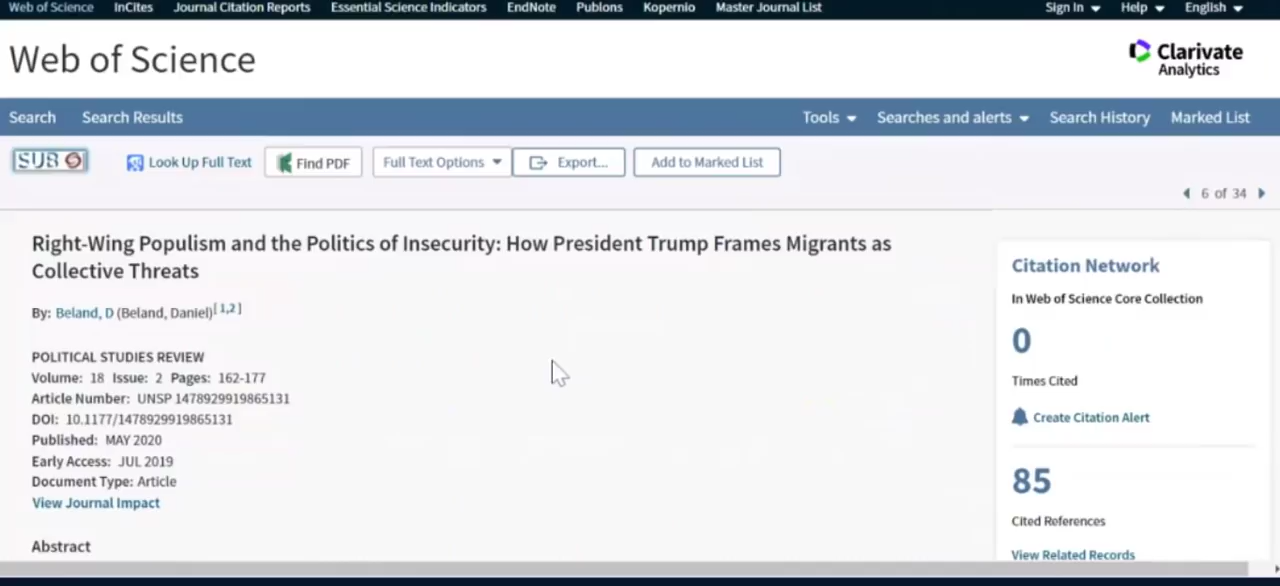 Web of Science InCites Journal Citation Reports Essential Science Indicators EndNote Publons Kopernio Master Journal List Sign In Help English
Web of Science
Clarivate
Analytics
Search Search Results Tools Searches and alerts Search History Marked List
SUB Look Up Full Text Find PDF Full Text Options Export... Add to Marked List
6 of 34
Right-Wing Populism and the Politics of Insecurity: How President Trump Frames Migrants as
Collective Threats
By: Beland, D (Beland, Daniel)[ 1,2 ]
POLITICAL STUDIES REVIEW
Volume: 18 Issue: 2 Pages: 162-177
Article Number: UNSP 1478929919865131
DOI: 10.1177/1478929919865131
Published: MAY 2020
Early Access: JUL 2019
Document Type: Article
View Journal Impact
Abstract
Citation Network
In Web of Science Core Collection
0
Times Cited
Create Citation Alert
85
Cited References
View Related Records